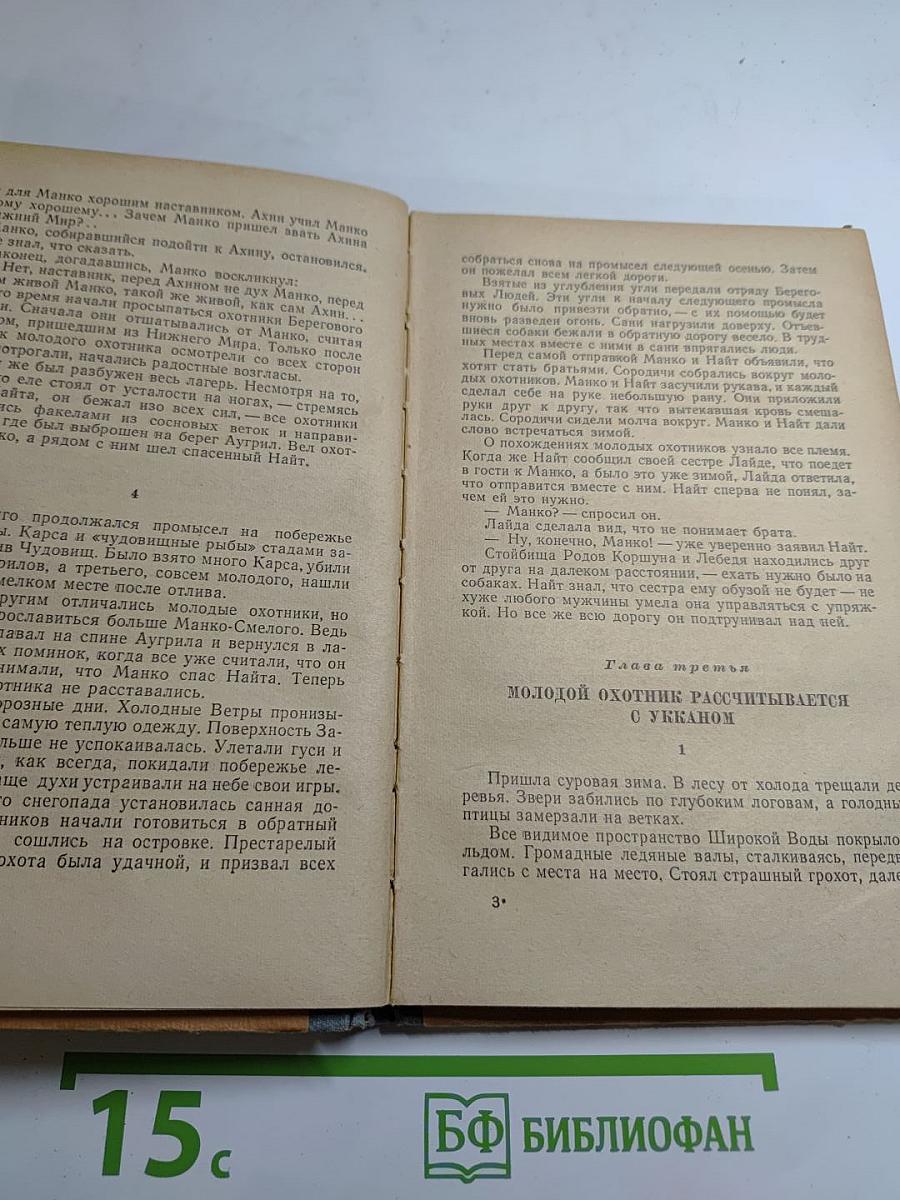 для Манко хорошим наставником. Ахин учил Манко
ому хорошему... Зачем Манко пришел звать Ахина
жний Мир?..
Манко, собиравшийся подойти к Ахину, остановился.
е знал, что сказать.
аконец, догадавшись, Манко воскликнул:
Нет, наставник, перед Ахином не дух Манко, перед
м живой Манко, такой же живой, как сам Ахин...
то время начали просыпаться охотники Берегового
и. Сначала они отшатывались от Манко, считая
ом, пришедшим из Нижнего Мира. Только после
к молодого охотника осмотрели со всех сторон
отрогали, начались радостные возгласы.
у же был разбужен весь лагерь. Несмотря на то,
о еле стоял от усталости на ногах, — стремясь
айта, он бежал изо всех сил, — все охотники
ись факелами из сосновых веток и направи-
где был выброшен на берег Аугрил. Вел охот-
ко, а рядом с ним шел спасенный Найт.
4
го продолжался промысел на побережье
ы. Карса и «чудовищные рыбы» стадами за-
ив Чудовищ. Было взято много Карса, убили
рилов, а третьего, совсем молодого, нашли
мелком месте после отлива.
ругим отличались молодые охотники, но
рославиться больше Манко-Смелого. Ведь
лавал на спине Аугрила и вернулся в ла-
х поминок, когда все уже считали, что он
нимали, что Манко спас Найта. Теперь
отника не расставались.
орозные дни. Холодные Ветры пронизы-
самую теплую одежду. Поверхность За-
льше не успокаивалась. Улетали гуси и
, как всегда, покидали побережье ле-
аще духи устраивали на небе свои игры.
го снегопада установилась санная до-
ников начали готовиться в обратный
сошлись на островке. Престарелый
охота была удачной, и призвал всех
собраться снова на промысел следующей осенью. Затем
он пожелал всем легкой дороги.
Взятые из углубления угли передали отряду Берего-
вых Людей. Эти угли к началу следующего промысла
нужно было привезти обратно, — с их помощью будет
вновь разведен огонь. Сани нагрузили доверху. Отъев-
шиеся собаки бежали в обратную дорогу весело. В труд-
ных местах вместе с ними в сани впрягались люди.
Перед самой отправкой Манко и Найт объявили, что
хотят стать братьями. Сородичи собрались вокруг моло-
дых охотников. Манко и Найт засучили рукава, и каждый
сделал себе на руке небольшую рану. Они приложили
руки друг к другу, так что вытекавшая кровь смеша-
лась. Сородичи сидели молча вокруг. Манко и Найт дали
слово встречаться зимой.
О похождениях молодых охотников узнало все племя.
Когда же Найт сообщил своей сестре Лайде, что поедет
в гости к Манко, а было это уже зимой, Лайда ответила,
что отправится вместе с ним. Найт сперва не понял, за-
чем ей это нужно.
— Манко? — спросил он.
Лайда сделала вид, что не понимает брата.
— Ну, конечно, Манко! — уже уверенно заявил Найт.
Стойбища Родов Коршуна и Лебедя находились друг
от друга на далеком расстоянии, — ехать нужно было на
собаках. Найт знал, что сестра ему обузой не будет — не
хуже любого мужчины умела она управляться с упряж-
кой. Но все же всю дорогу он подтрунивал над ней.
Глава третья
МОЛОДОЙ ОХОТНИК РАССЧИТЫВАЕТСЯ
С УККАНОМ
1
Пришла суровая зима. В лесу от холода трещали де
ревья. Звери забились по глубоким логовам, а голодны
птицы замерзали на ветках.
Все видимое пространство Широкой Воды покрыло
льдом. Громадные ледяные валы, сталкиваясь, передв
гались с места на место. Стоял страшный грохот, дале
3*
15с
БФ БИБЛИОФАН